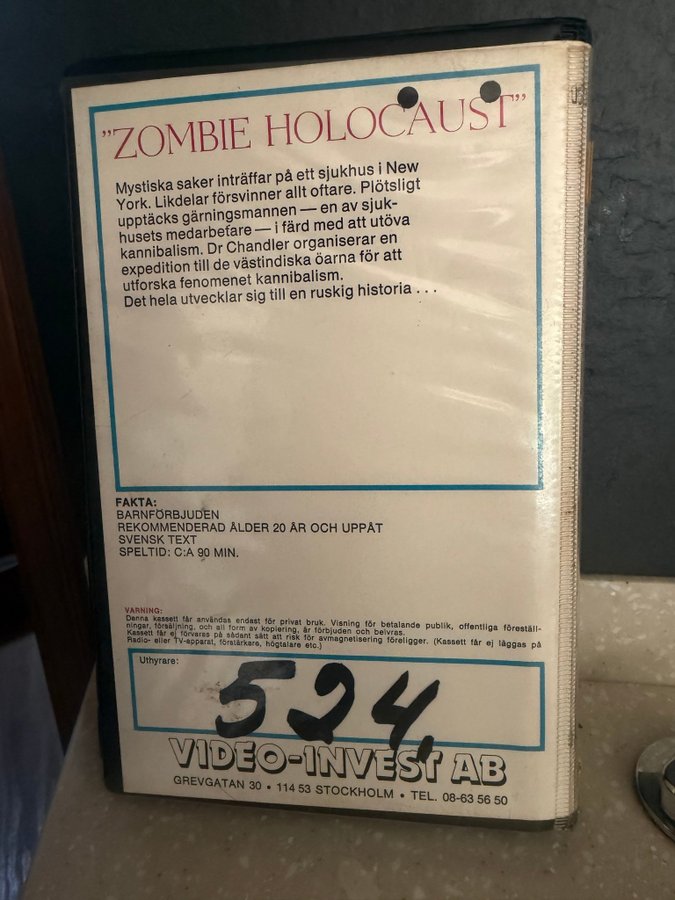 "ZOMBIE HOLOCAUST"
Mystiska saker inträffar på ett sjukhus i New
York. Likdelar försvinner allt oftare. Plötsligt
upptäcks gärningsmannen — en av sjuk-
husets medarbetare — i färd med att utöva
kannibalism. Dr Chandler organiserar en
expedition till de västindiska öarna för att
utforska fenomenet kannibalism.
Det hela utvecklar sig till en ruskig historia . . .
FAKTA:
BARNFÖRBJUDEN
REKOMMENDERAD ÅLDER 20 ÅR OCH UPPÅT
SVENSK TEXT
SPELTID: C:A 90 MIN.
VARNING:
Denna kassett får användas endast för privat bruk. Visning för betalande publik, offentliga föreställ-
ningar, försäljning, och all form av kopiering, är förbjuden och beivras.
Kassett får ej förvaras på sådant sätt att risk för avmagnetisering föreligger. (Kassett får ej läggas på
Radio- eller TV-apparat, förstärkare, högtalare etc.)
Uthyrare:
524.
VIDEO-INVEST AB
GREVGATAN 30 • 114 53 STOCKHOLM • TEL. 08-63 56 50